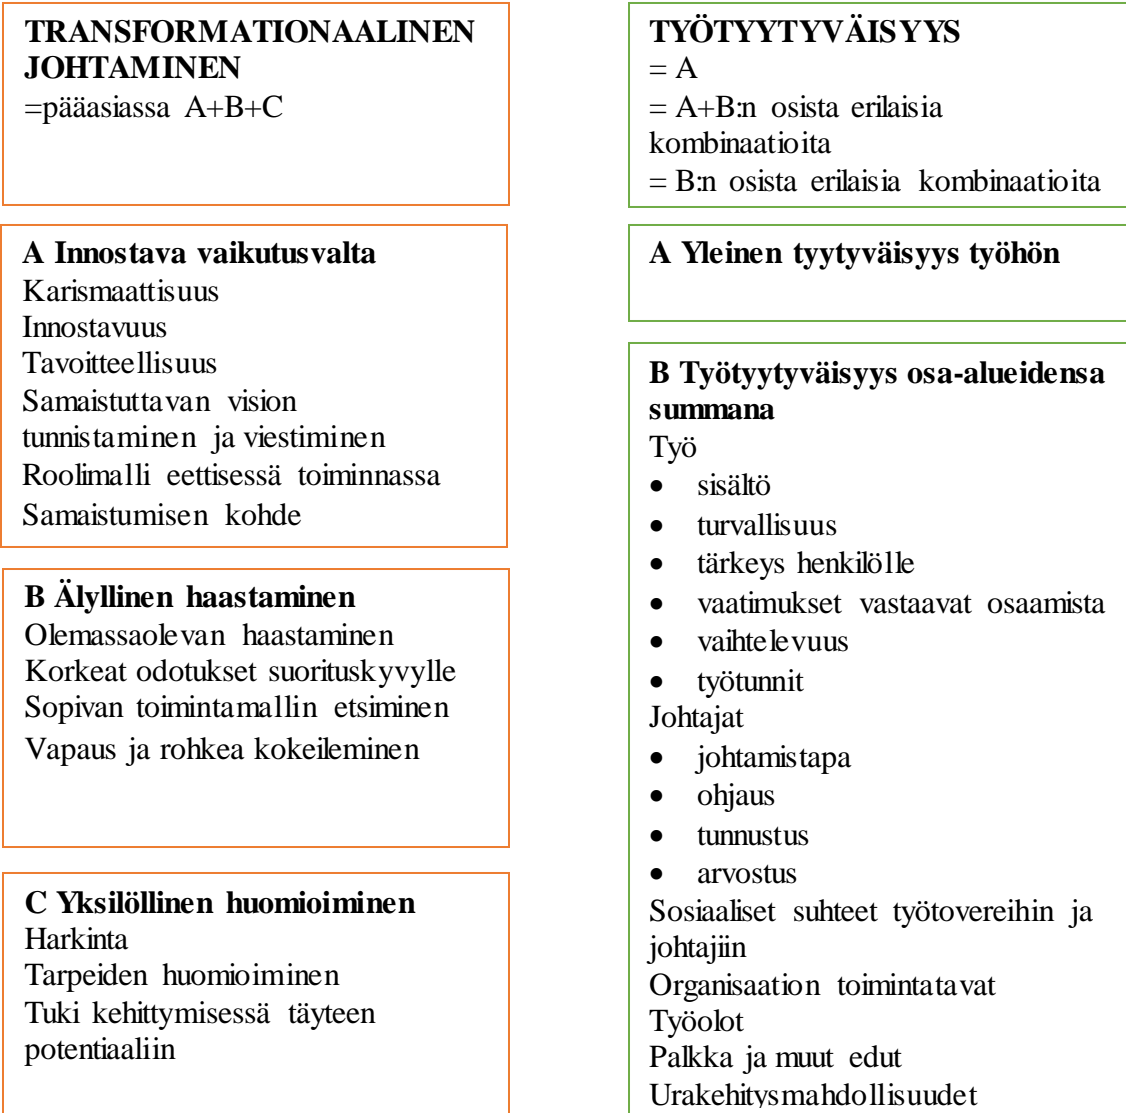 TRANSFORMATIONAALINEN
JOHTAMINEN
=pääasiassa A+B+C
A Innostava vaikutusvalta
Karismaattisuus
Innostavuus
Tavoitteellisuus
Samaistuttavan vision
tunnistaminen ja viestiminen
Roolimalli eettisessä toiminnassa
Samaistumisen kohde
B Älyllinen haastaminen
Olemassaolevan haastaminen
Korkeat odotukset suorituskyvylle
Sopivan toimintamallin etsiminen
Vapaus ja rohkea kokeileminen
C Yksilöllinen huomioiminen
Harkinta
Tarpeiden huomioiminen
Tuki kehittymisessä täyteen
potentiaaliin
TYÖTYYTYVÄISYYS
= A
= A+B:n osista erilaisia
kombinaatioita
= B:n osista erilaisia kombinaatioita
A Yleinen tyytyväisyys työhön
B Työtyytyväisyys osa-alueidensa
summana
Työ
• sisältö
• turvallisuus
• tärkeys henkilölle
• vaatimukset vastaavat osaamista
• vaihtelevuus
• työtunnit
Johtajat
• johtamistapa
• ohjaus
• tunnustus
• arvostus
Sosiaaliset suhteet työtovereihin ja
johtajiin
Organisaation toimintatavat
Työolot
Palkka ja muut edut
Urakehitysmahdollisuudet